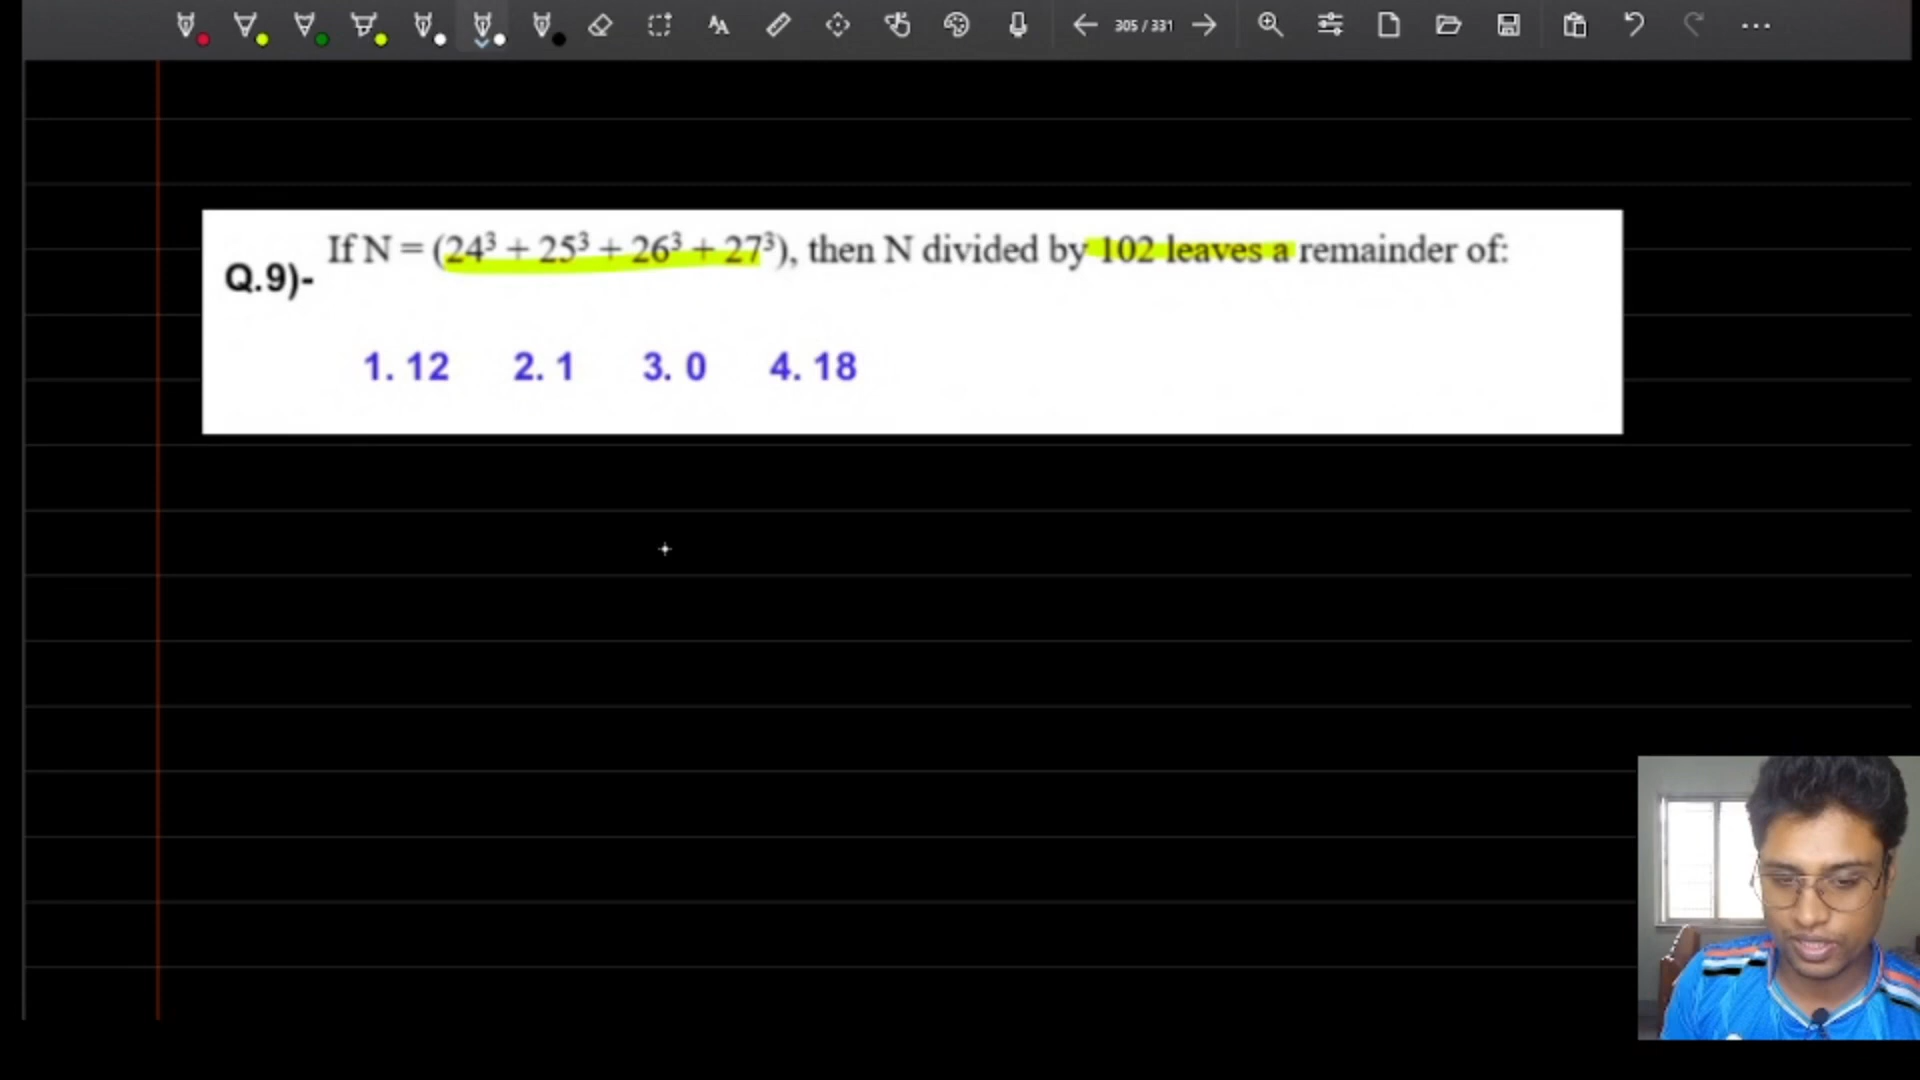 305 / 331
If N = (24³ + 25³ + 26³ + 27³), then N divided by 102 leaves a remainder of:
Q.9)-
1. 12 2. 1 3. 0 4. 18